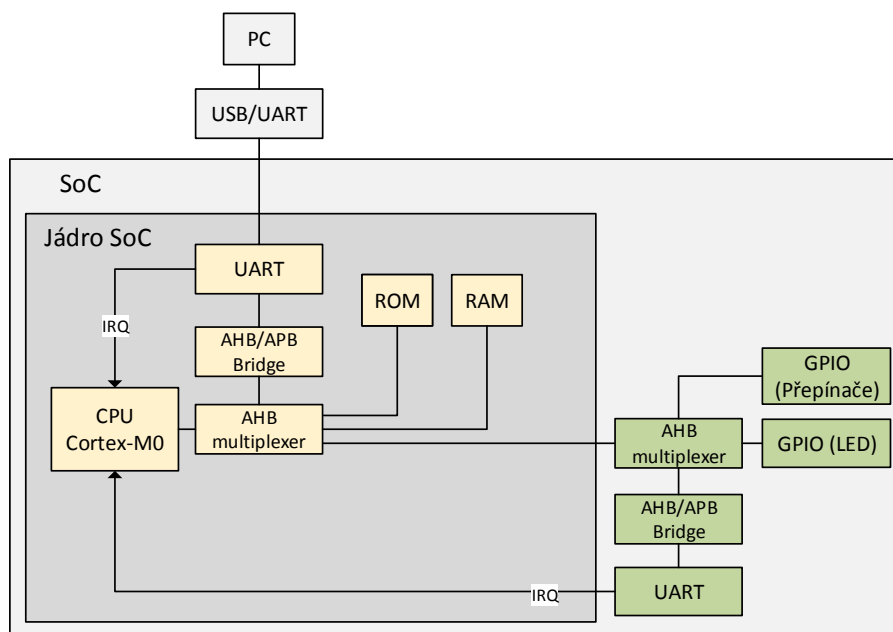 PC
USB/UART
SoC
Jádro SoC
UART
ROM
RAM
IRQ
AHB/APB
Bridge
GPIO
(Přepínače)
CPU
Cortex-M0
AHB
multiplexer
AHB
multiplexer
GPIO (LED)
AHB/APB
Bridge
IRQ
UART